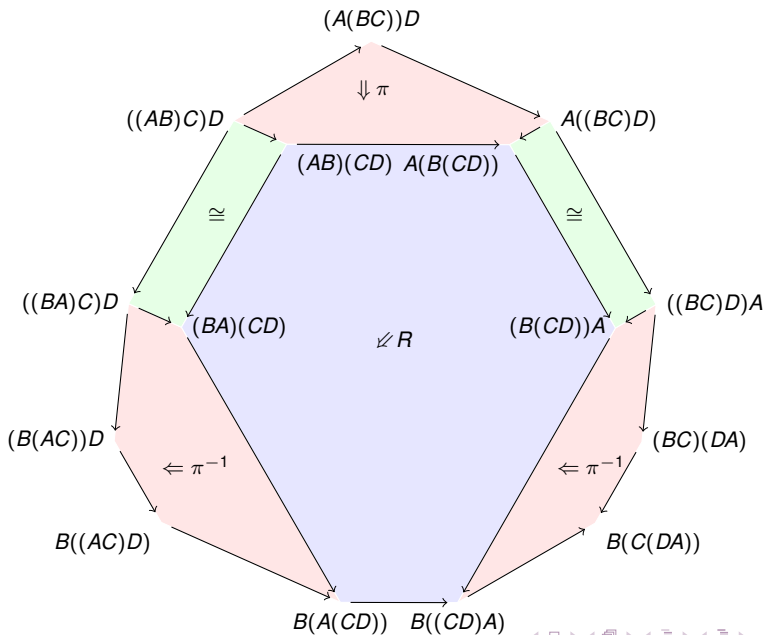 (A(BC))D
⇓ π
((AB)C)D A((BC)D)
(AB)(CD) A(B(CD))
≅ ≅
((BA)C)D ((BC)D)A
(BA)(CD) (B(CD))A
⇙ R
(B(AC))D (BC)(DA)
⇐ π⁻¹ ⇐ π⁻¹
B((AC)D) B(C(DA))
B(A(CD)) B((CD)A)